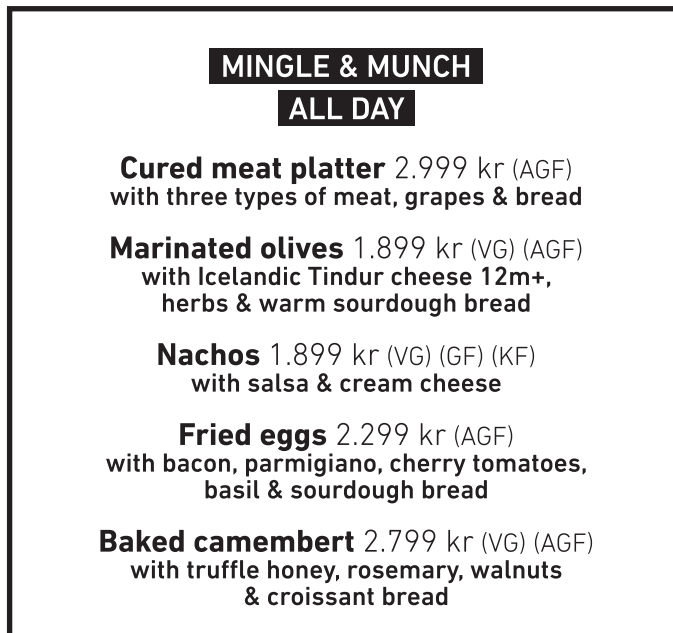 MINGLE & MUNCH
ALL DAY
Cured meat platter 2.999 kr (AGF)
with three types of meat, grapes & bread
Marinated olives 1.899 kr (VG) (AGF)
with Icelandic Tindur cheese 12m+,
herbs & warm sourdough bread
Nachos 1.899 kr (VG) (GF) (KF)
with salsa & cream cheese
Fried eggs 2.299 kr (AGF)
with bacon, parmigiano, cherry tomatoes,
basil & sourdough bread
Baked camembert 2.799 kr (VG) (AGF)
with truffle honey, rosemary, walnuts
& croissant bread